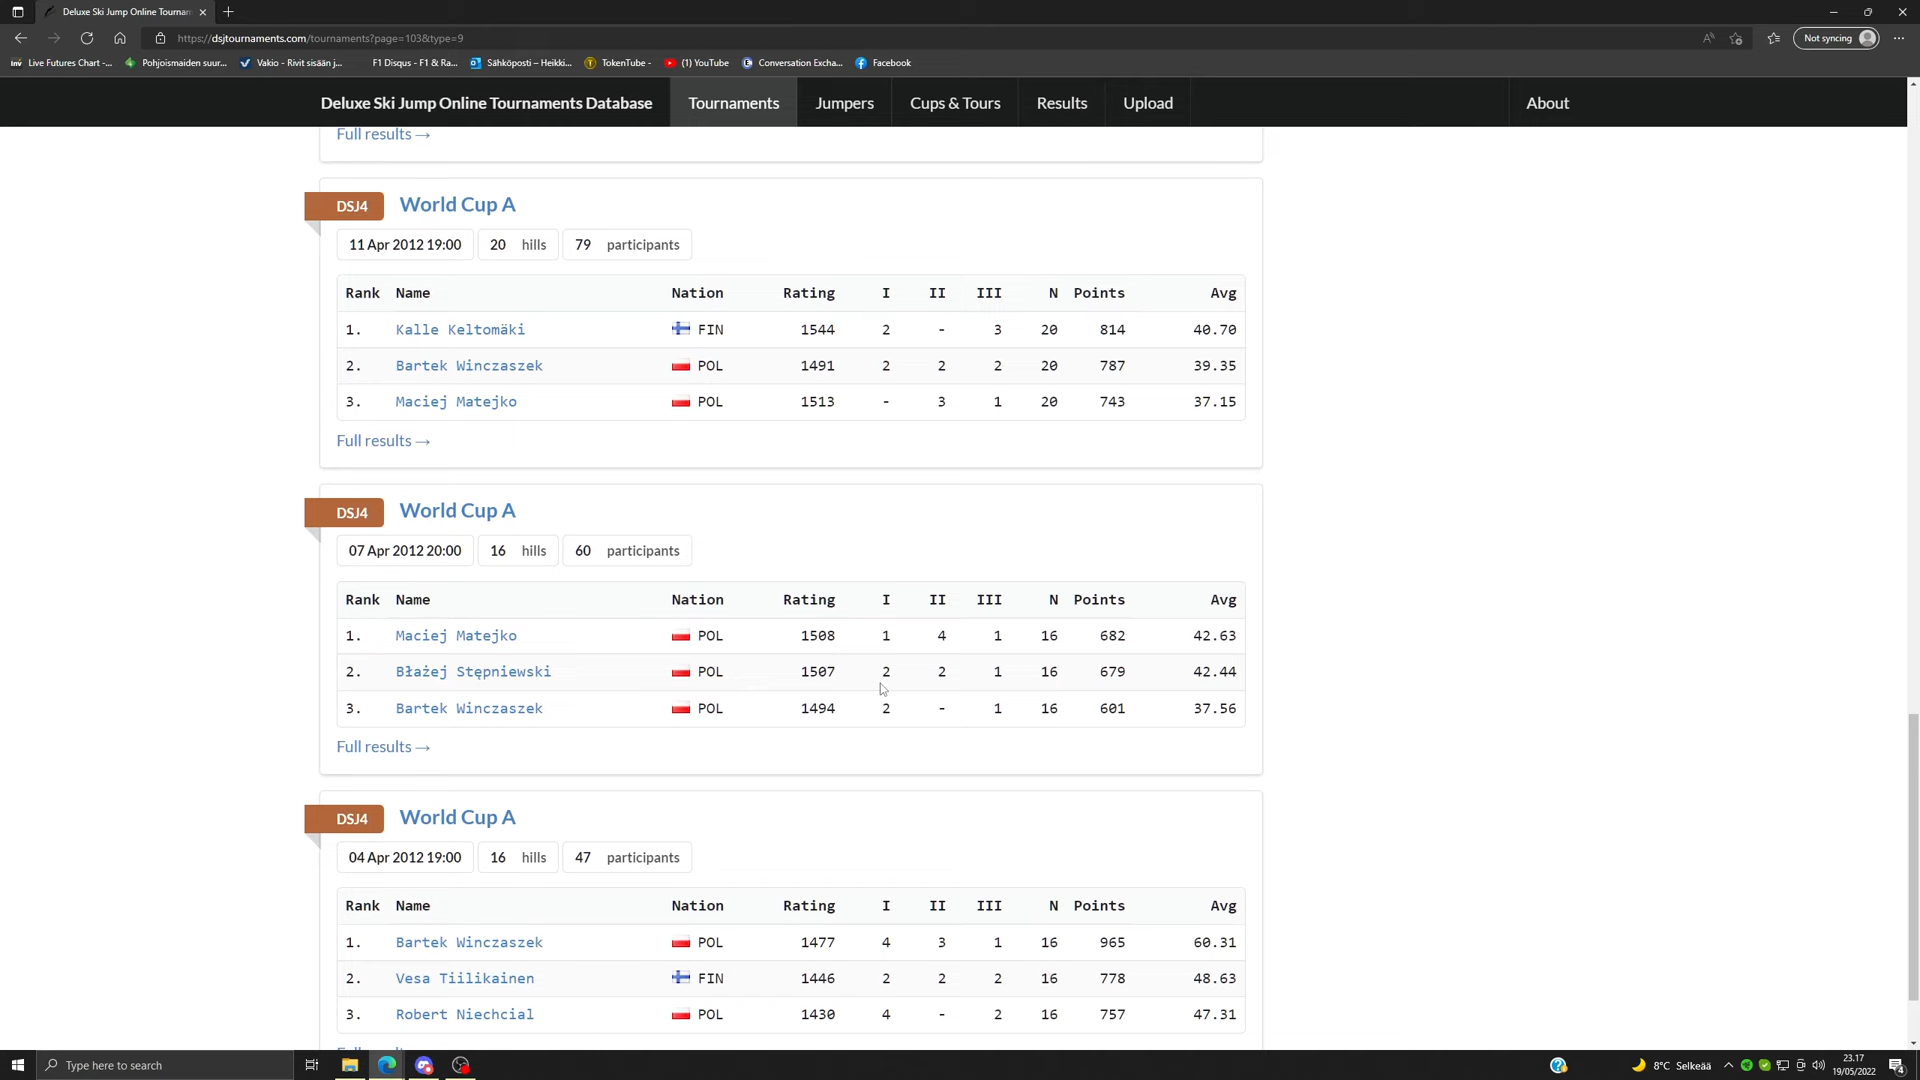 Deluxe Ski Jump Online Tournam
https://dsjtournaments.com/tournaments?page=103&type=9
Not syncing
Live Futures Chart -... Pohjoismaiden suur... Vakio - Rivit sisään j... F1 Disqus - F1 & Ra... Sähköposti – Heikki... TokenTube - (1) YouTube Conversation Excha... Facebook
Deluxe Ski Jump Online Tournaments Database Tournaments Jumpers Cups & Tours Results Upload About
Full results →
DSJ4 World Cup A
11 Apr 2012 19:00 20 hills 79 participants
Rank Name Nation Rating I II III N Points Avg
1. Kalle Keltomäki FIN 1544 2 - 3 20 814 40.70
2. Bartek Winczaszek POL 1491 2 2 2 20 787 39.35
3. Maciej Matejko POL 1513 - 3 1 20 743 37.15
Full results →
DSJ4 World Cup A
07 Apr 2012 20:00 16 hills 60 participants
Rank Name Nation Rating I II III N Points Avg
1. Maciej Matejko POL 1508 1 4 1 16 682 42.63
2. Błażej Stępniewski POL 1507 2 2 1 16 679 42.44
3. Bartek Winczaszek POL 1494 2 - 1 16 601 37.56
Full results →
DSJ4 World Cup A
04 Apr 2012 19:00 16 hills 47 participants
Rank Name Nation Rating I II III N Points Avg
1. Bartek Winczaszek POL 1477 4 3 1 16 965 60.31
2. Vesa Tiilikainen FIN 1446 2 2 2 16 778 48.63
3. Robert Niechcial POL 1430 4 - 2 16 757 47.31
Type here to search
8°C Selkeää
23.17
19/05/2022